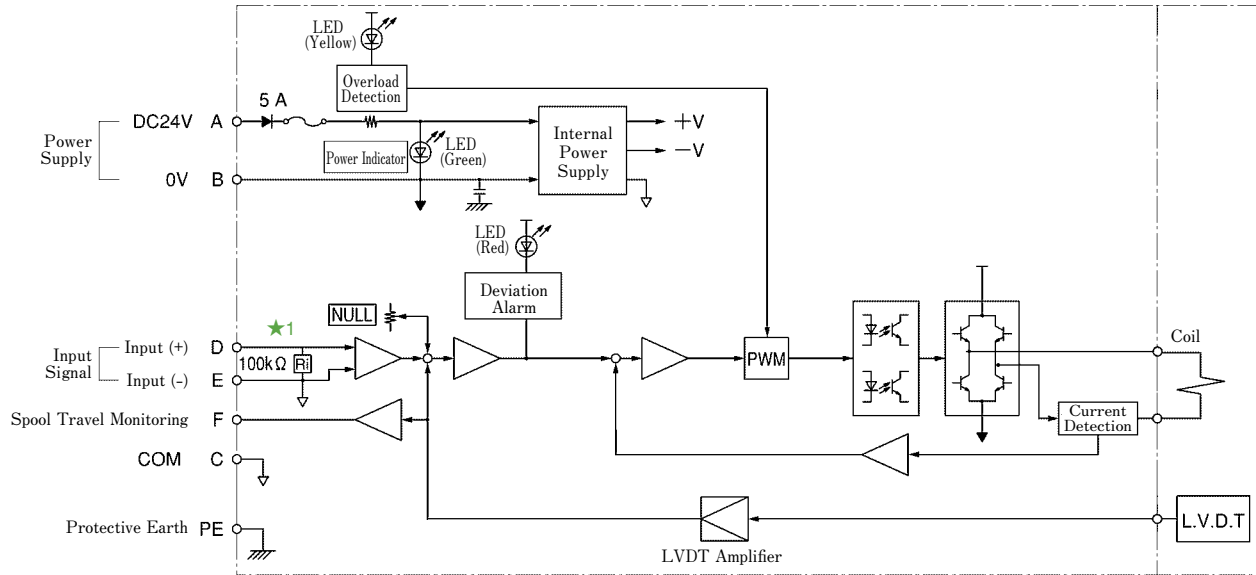 LED
(Yellow)
Overload
Detection
5 A
Power
Supply
DC24V A
0V B
Power Indicator
LED
(Green)
Internal
Power
Supply
+V
−V
LED
(Red)
Deviation
Alarm
NULL
★1
Input
Signal
Input (+) D
100kΩ Ri
Input (-) E
PWM
Coil
Current
Detection
Spool Travel Monitoring F
COM C
Protective Earth PE
LVDT Amplifier
L.V.D.T